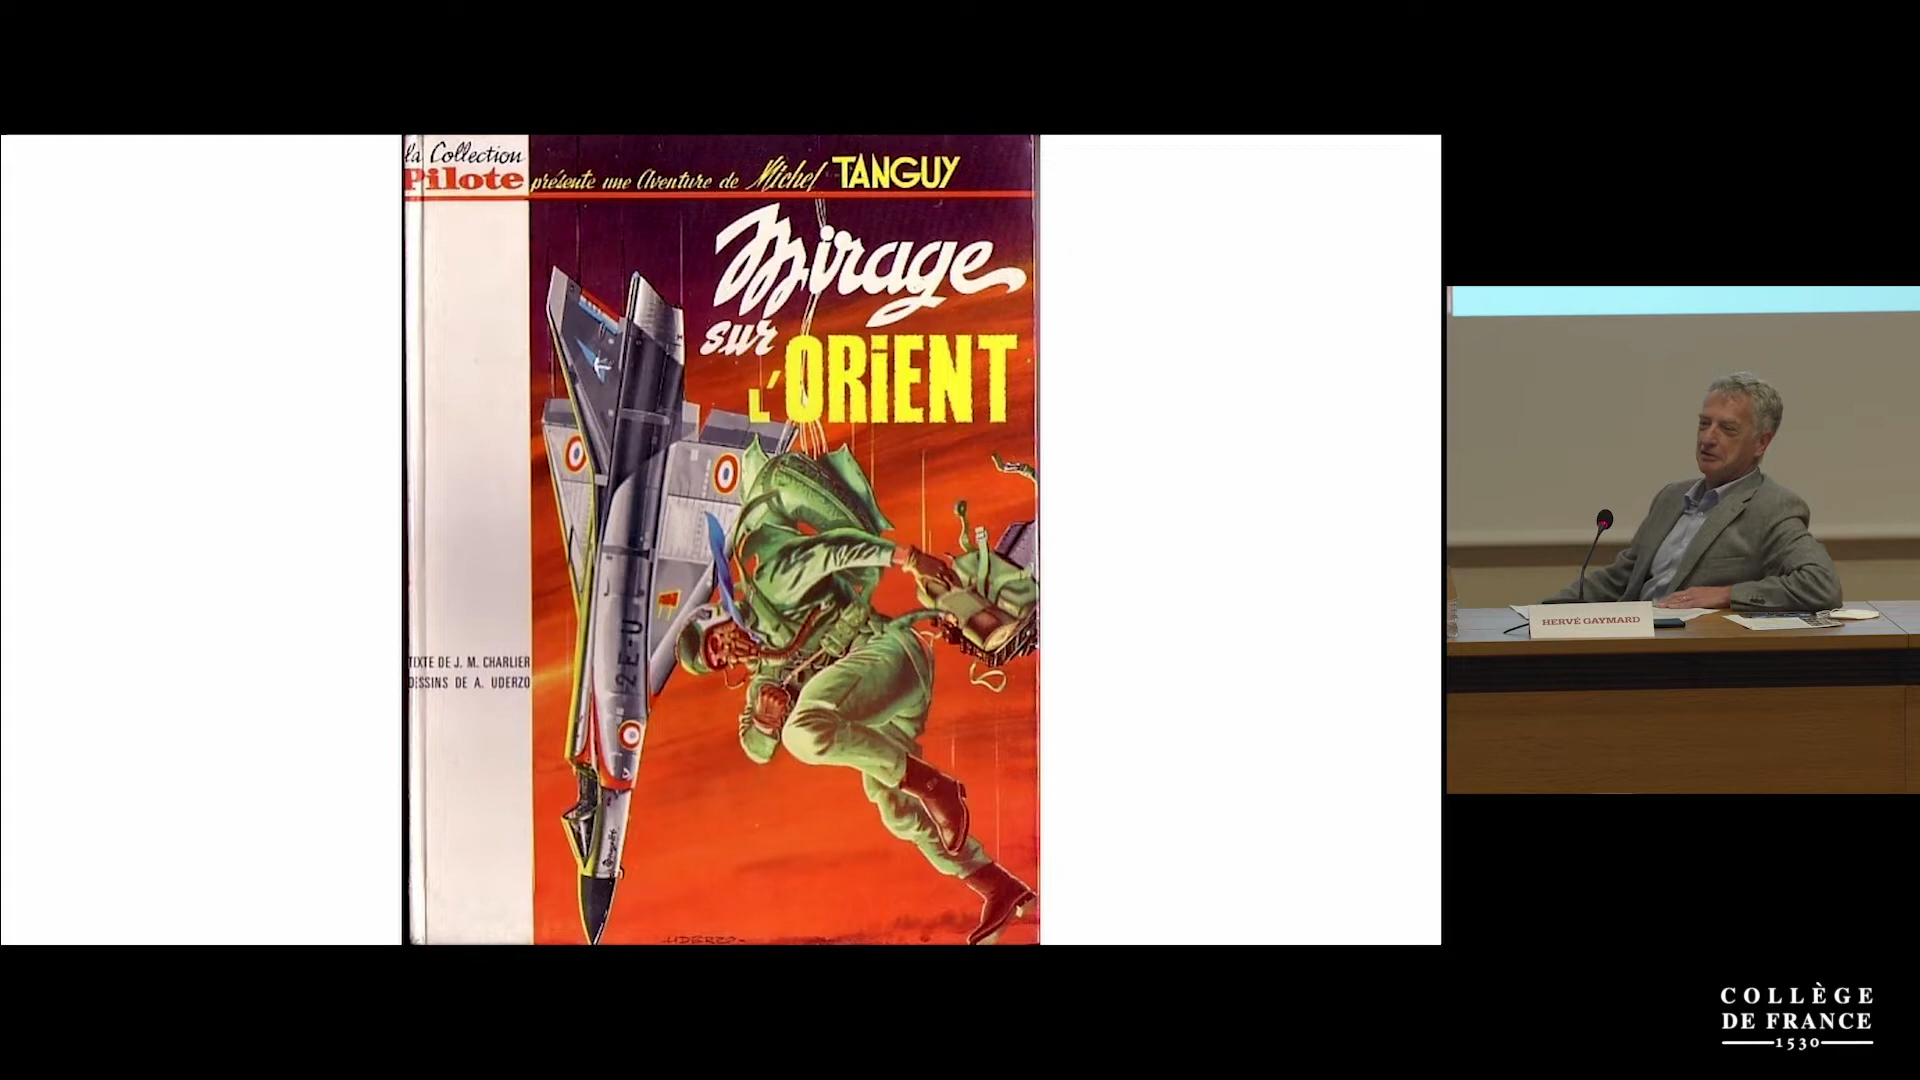 la Collection
Pilote
présente une Aventure de Michel TANGUY
Mirage
sur
L'ORiENT
2E-U
TEXTE DE J. M. CHARLIER
DESSINS DE A. UDERZO
UDERZO
HERVÉ GAYMARD
COLLÈGE
DE FRANCE
1530